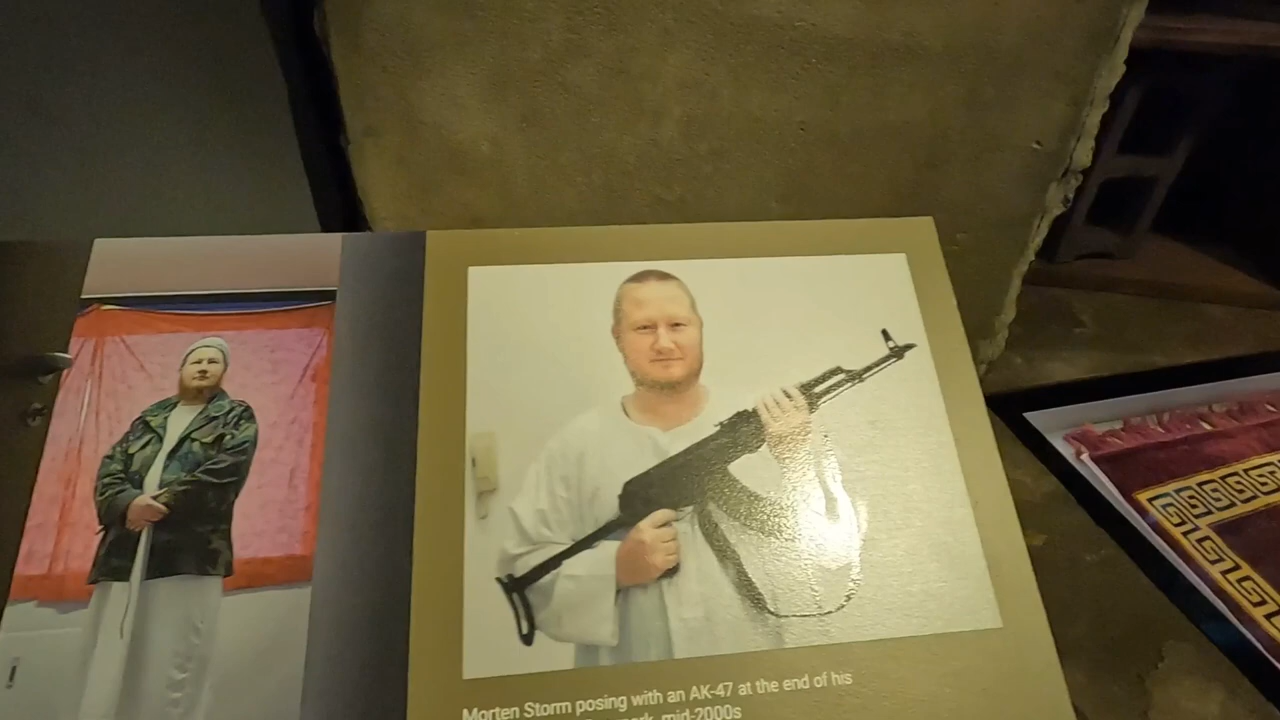 Morten Storm posing with an AK-47 at the end of his
mid-2000s